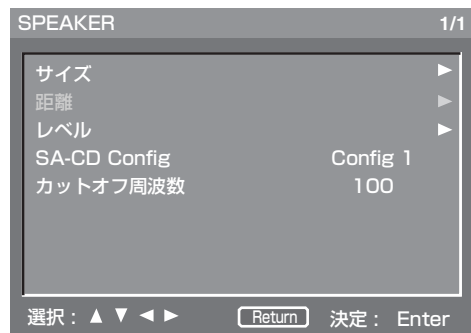 SPEAKER 1/1
サイズ ▶
距離 ▶
レベル ▶
SA-CD Config Config 1
カットオフ周波数 100
選択 : ▲ ▼ ◀ ▶ Return 決定 : Enter